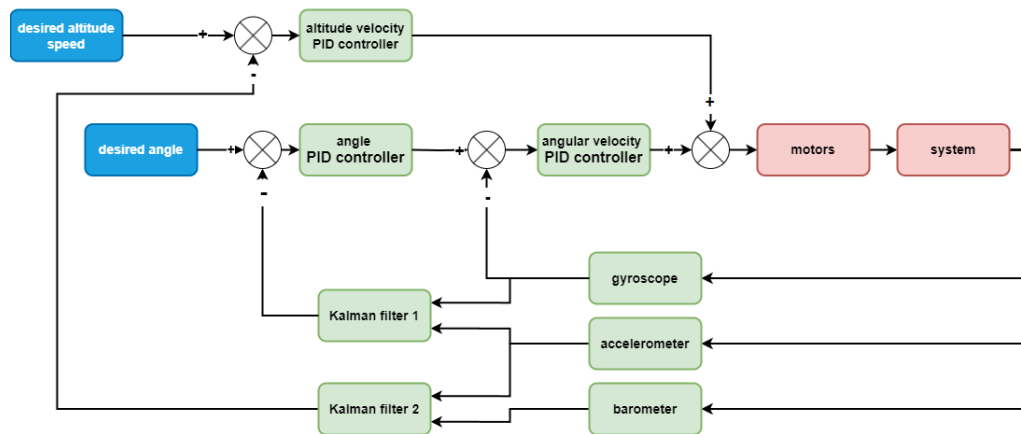 desired altitude
speed
+
altitude velocity
PID controller
-
+
desired angle
+
angle
PID controller
+
angular velocity
PID controller
+
motors
system
-
-
gyroscope
Kalman filter 1
accelerometer
Kalman filter 2
barometer